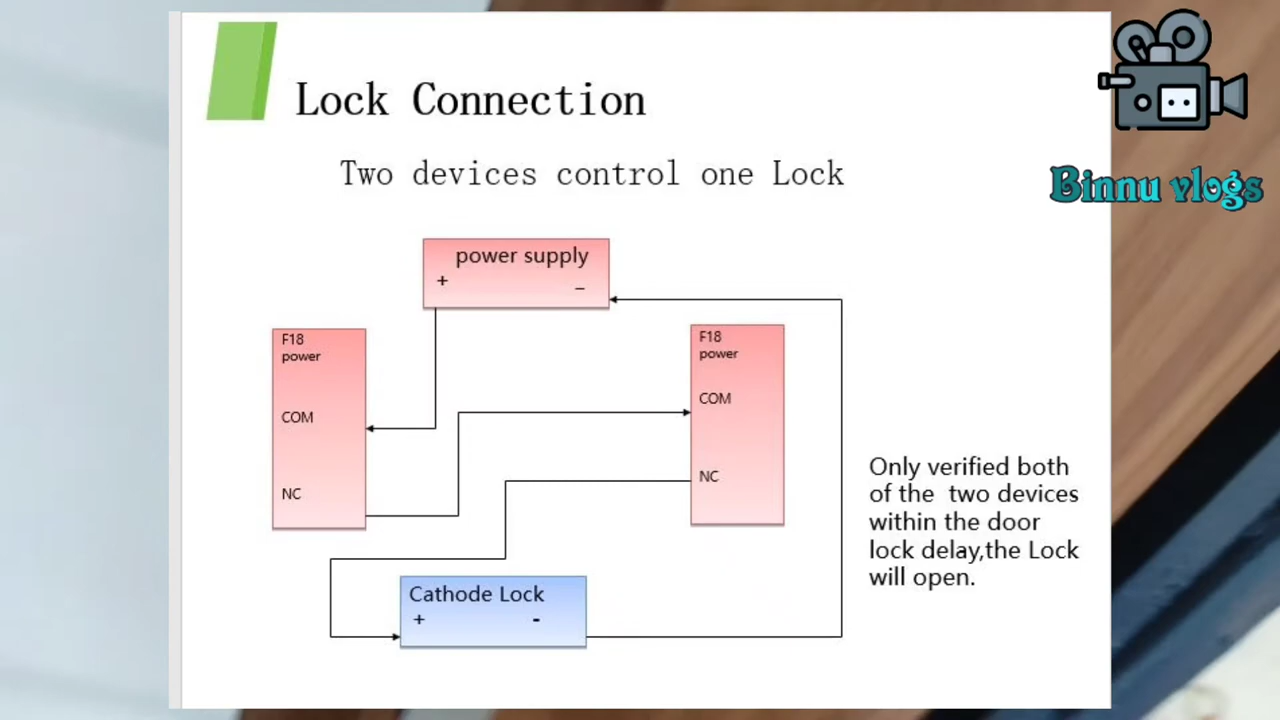 Lock Connection
Two devices control one Lock
Binnu vlogs
power supply
+ −
F18
power
COM
NC
F18
power
COM
NC
Only verified both
of the two devices
within the door
lock delay,the Lock
will open.
Cathode Lock
+ -